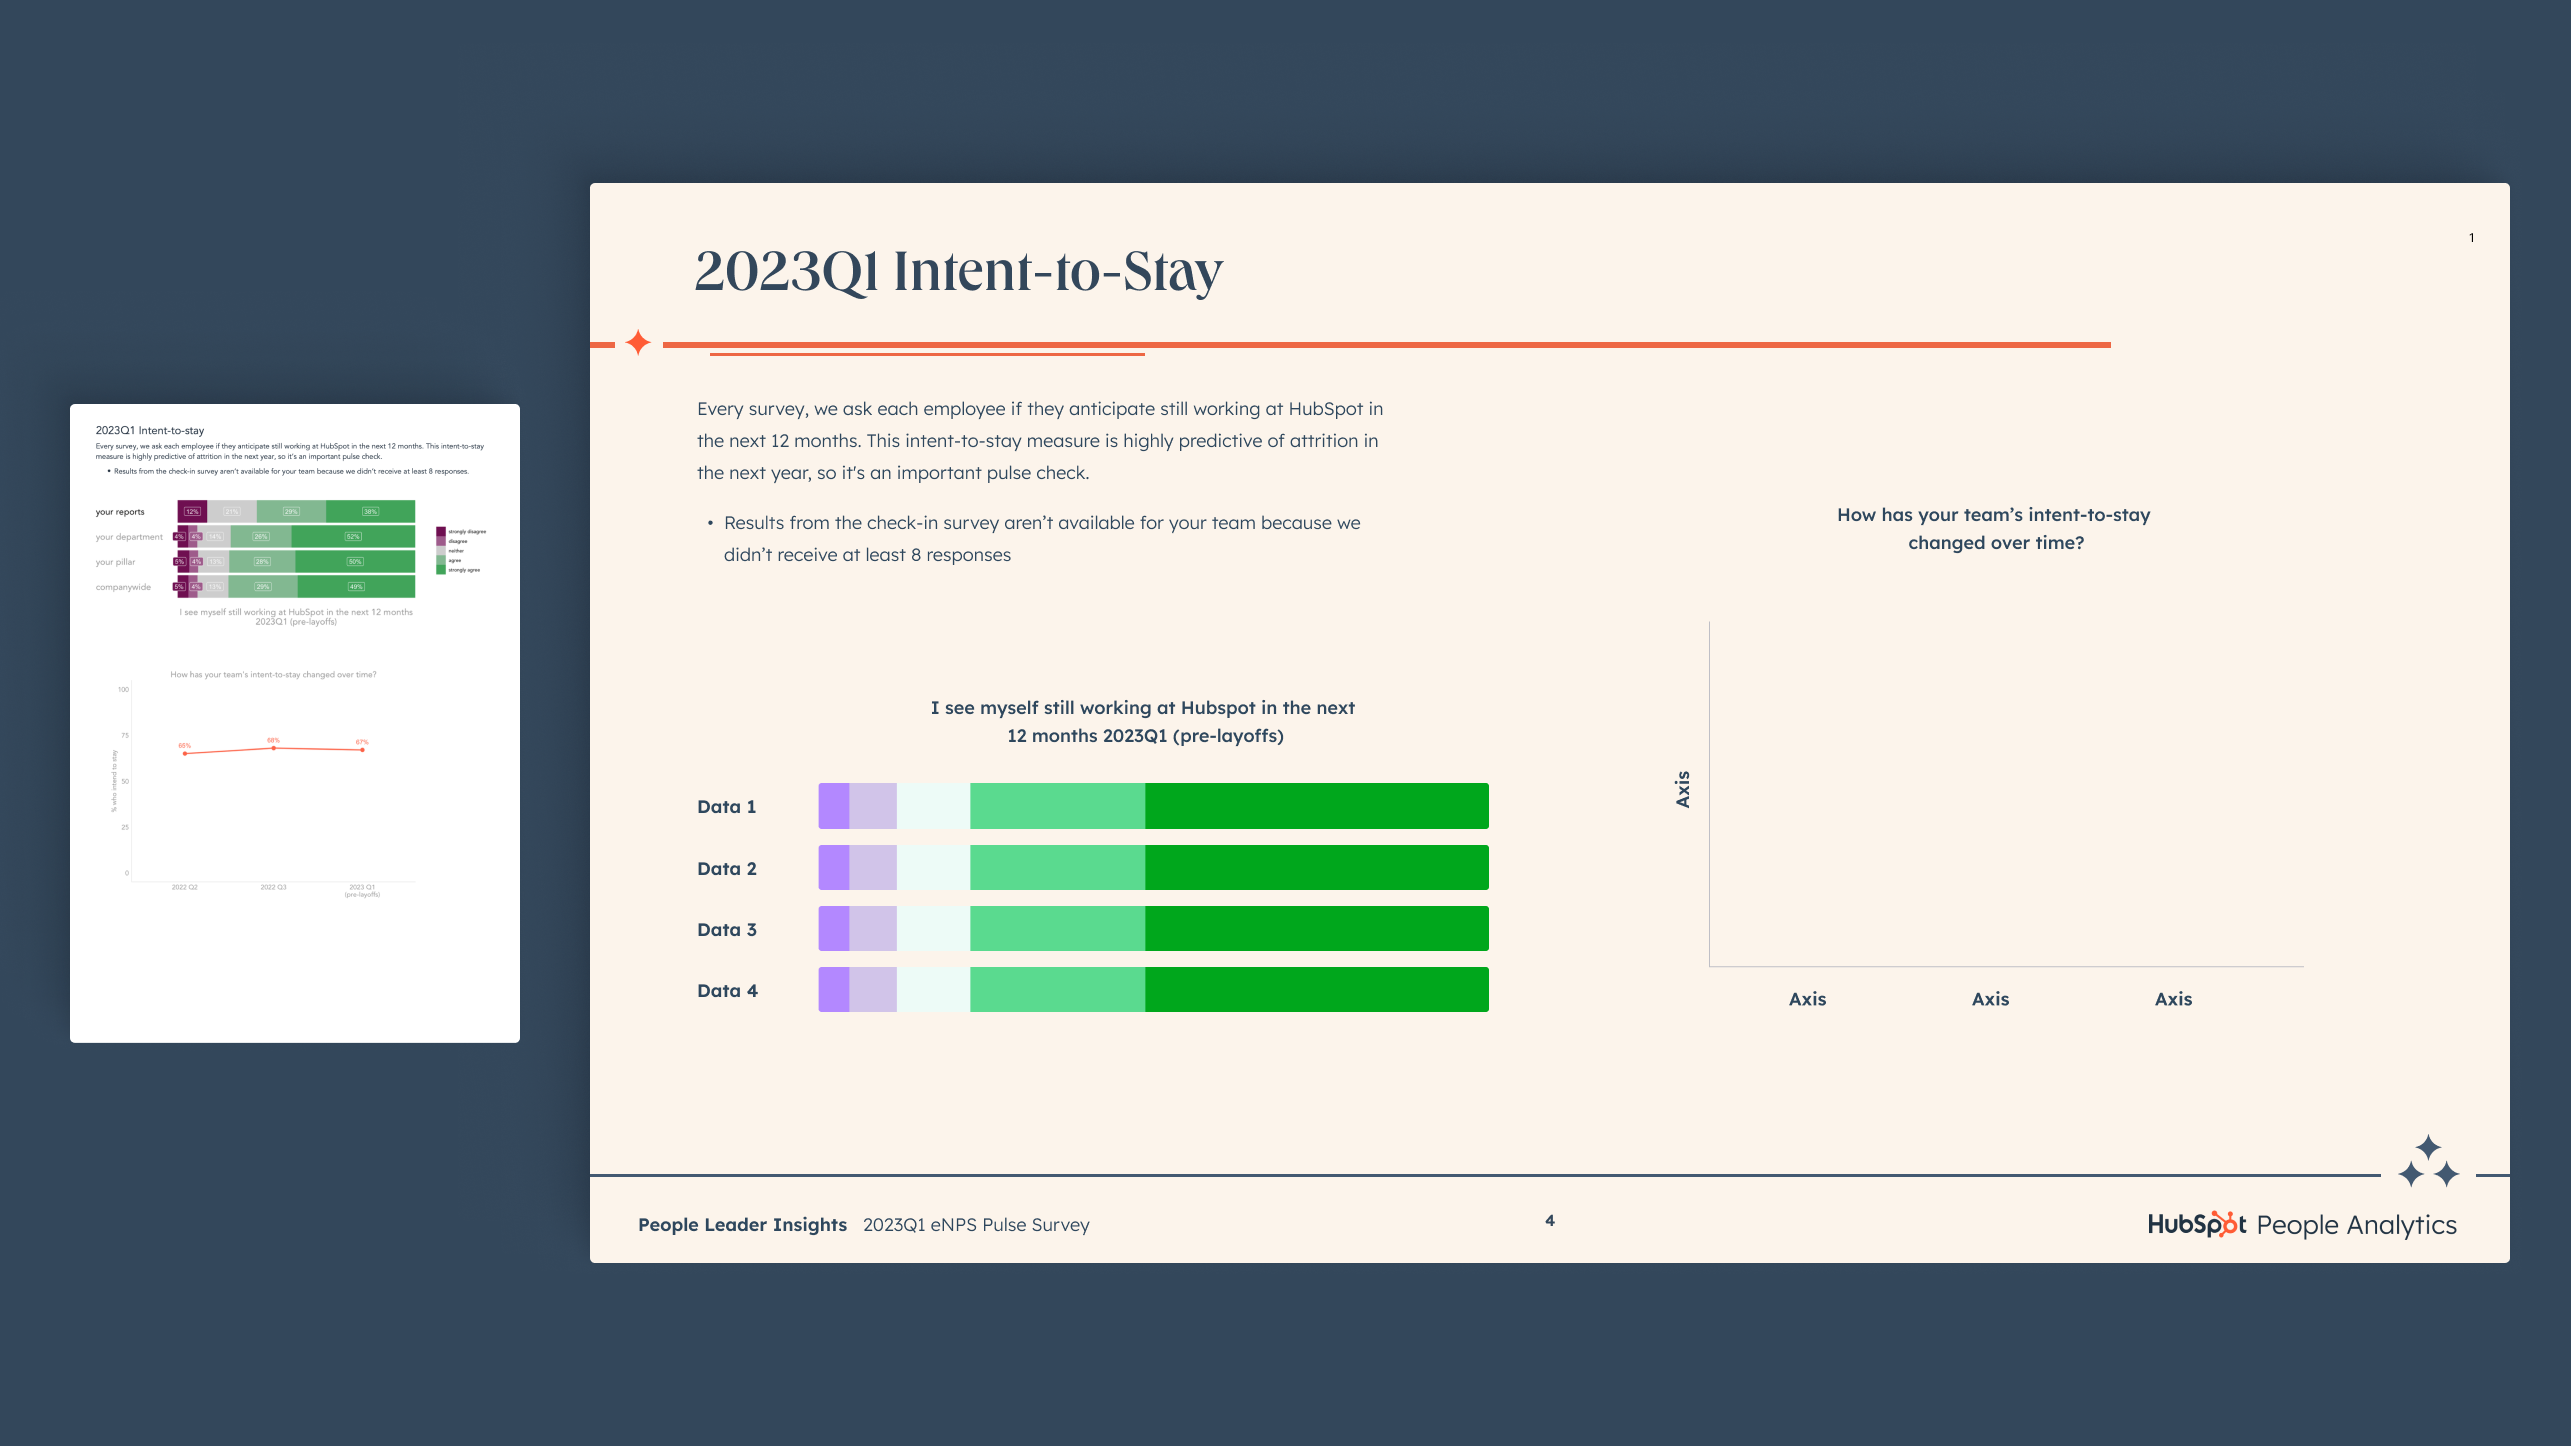 2023Q1 Intent-to-stay
Every survey, we ask each employee if they anticipate still working at HubSpot in the next 12 months. This intent-to-stay
measure is highly predictive of attrition in the next year, so it's an important pulse check.
• Results from the check-in survey aren't available for your team because we didn't receive at least 8 responses.
your reports 12% 21% 29% 38%
your department 4% 4% 14% 26% 52%
your pillar 5% 4% 13% 28% 50%
companywide 5% 4% 13% 29% 49%
strongly disagree
disagree
neither
agree
strongly agree
I see myself still working at HubSpot in the next 12 months
2023Q1 (pre-layoffs)
How has your team's intent-to-stay changed over time?
% who intend to stay
100
75
50
25
0
65% 68% 67%
2022 Q2 2022 Q3 2023 Q1
(pre-layoffs)
1
2023Q1 Intent-to-Stay
Every survey, we ask each employee if they anticipate still working at HubSpot in
the next 12 months. This intent-to-stay measure is highly predictive of attrition in
the next year, so it's an important pulse check.
• Results from the check-in survey aren’t available for your team because we
didn’t receive at least 8 responses
I see myself still working at Hubspot in the next
12 months 2023Q1 (pre-layoffs)
Data 1
Data 2
Data 3
Data 4
How has your team’s intent-to-stay
changed over time?
Axis
Axis Axis Axis
People Leader Insights 2023Q1 eNPS Pulse Survey
4
HubSpot People Analytics